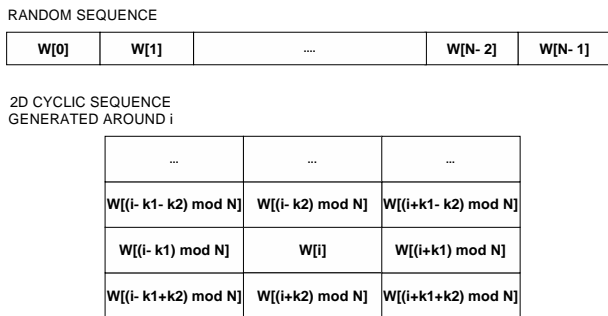 RANDOM SEQUENCE
W[0] W[1] .... W[N- 2] W[N- 1]
2D CYCLIC SEQUENCE
GENERATED AROUND i
... ... ...
W[(i- k1- k2) mod N] W[(i- k2) mod N] W[(i+k1- k2) mod N]
W[(i- k1) mod N] W[i] W[(i+k1) mod N]
W[(i- k1+k2) mod N] W[(i+k2) mod N] W[(i+k1+k2) mod N]